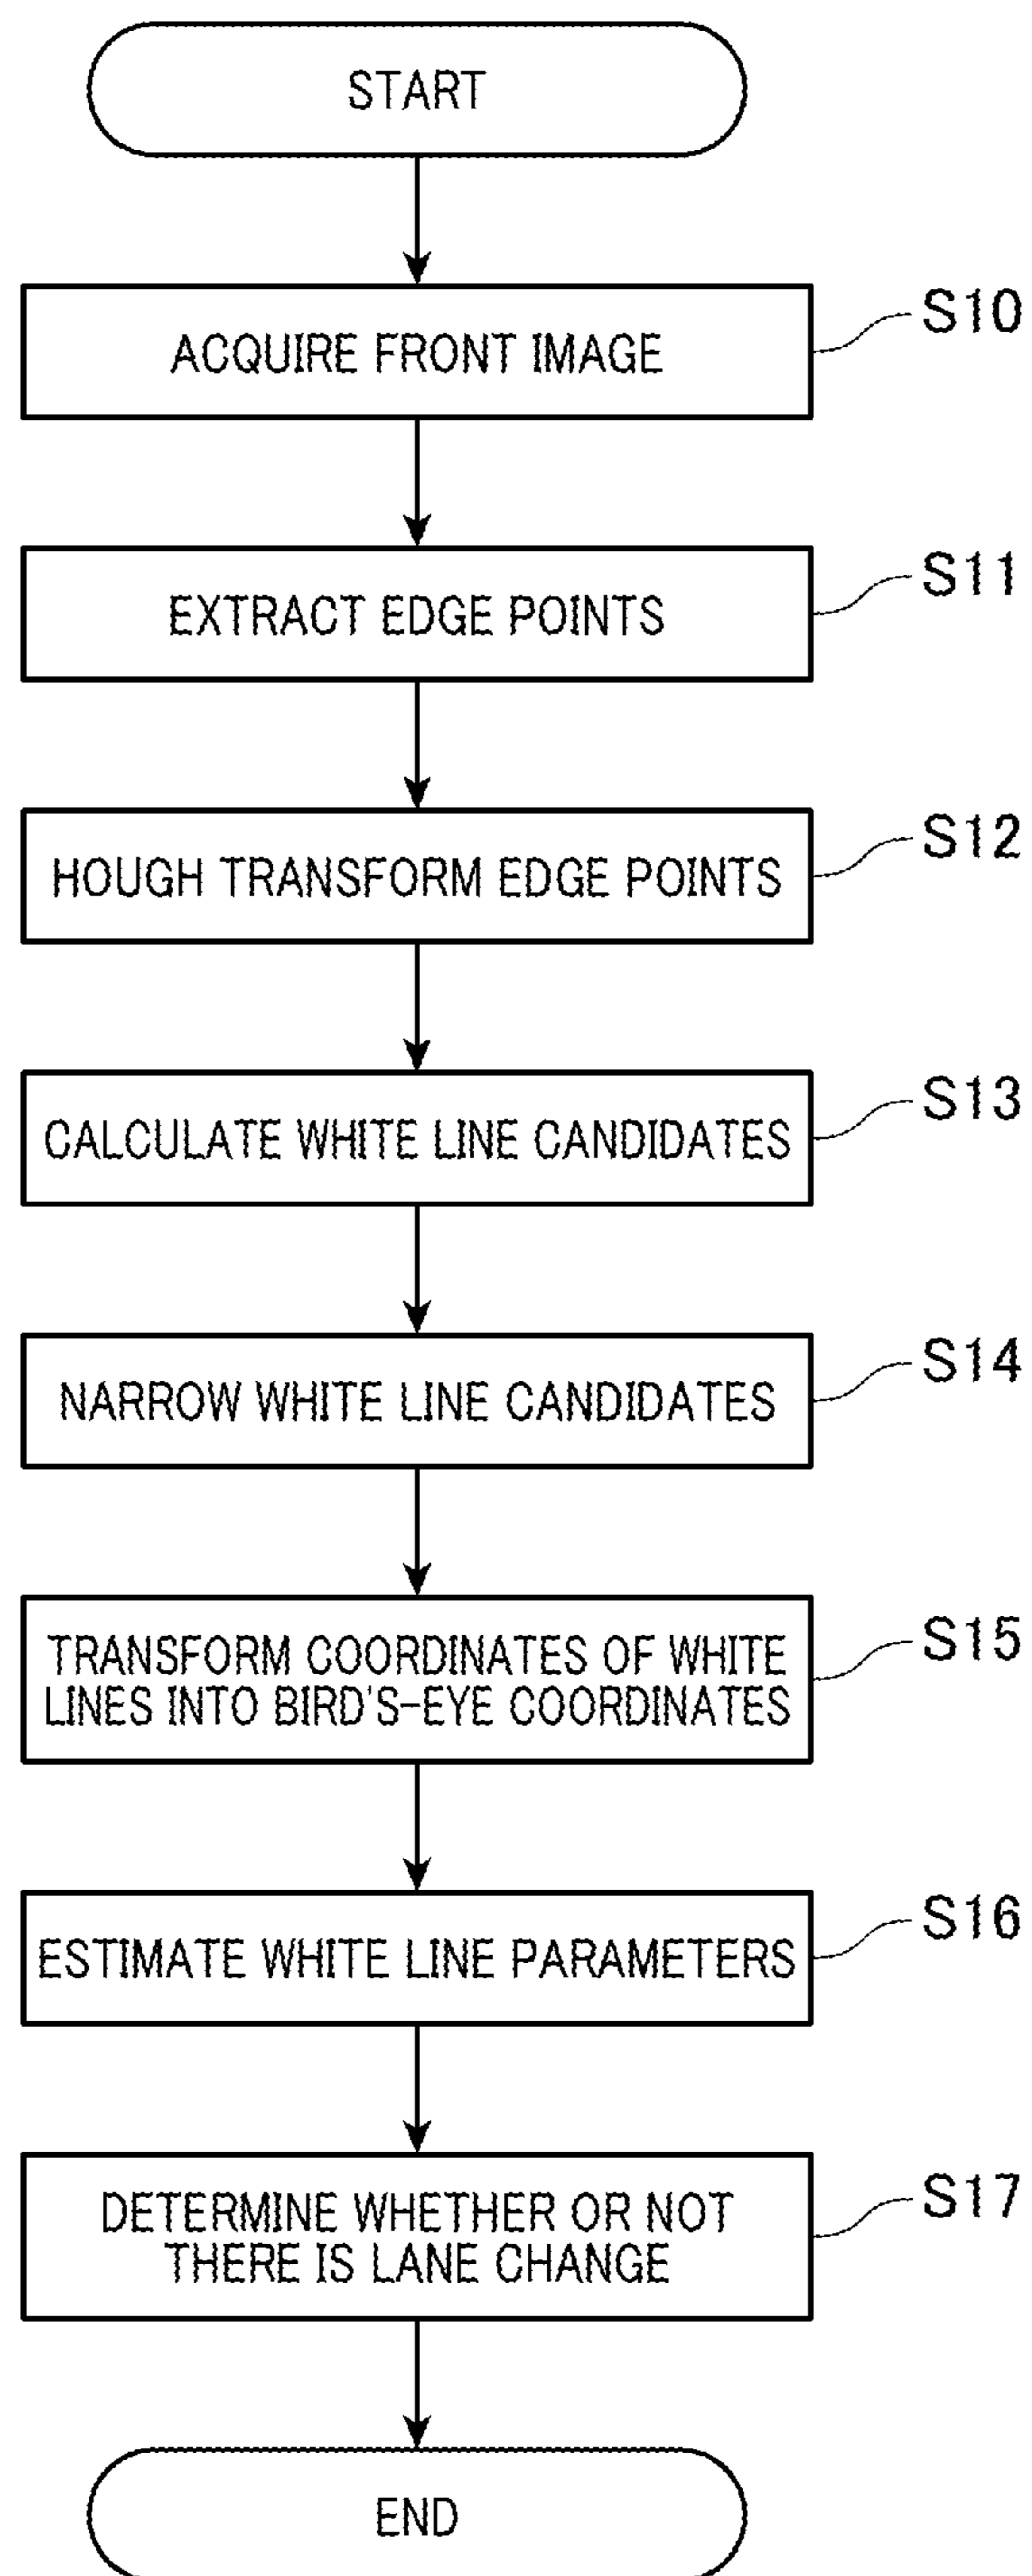 START
ACQUIRE FRONT IMAGE
S10
EXTRACT EDGE POINTS
S11
HOUGH TRANSFORM EDGE POINTS
S12
CALCULATE WHITE LINE CANDIDATES
S13
NARROW WHITE LINE CANDIDATES
S14
TRANSFORM COORDINATES OF WHITE
LINES INTO BIRD'S-EYE COORDINATES
S15
ESTIMATE WHITE LINE PARAMETERS
S16
DETERMINE WHETHER OR NOT
THERE IS LANE CHANGE
S17
END